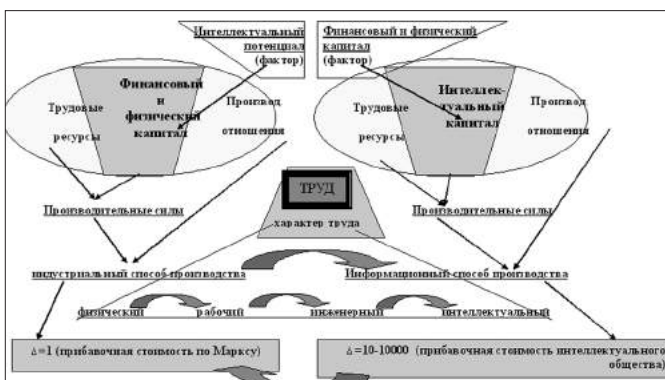 Интеллектуальный
потенциал
(фактор)
Финансовый и физический
капитал
(фактор)
Трудовые
ресурсы
Финансовый
и
физический
капитал
Производ
отношения
Трудовые
ресурсы
Интеллек-
туальный
капитал
Производ
отношения
ТРУД
характер труда
Производительные силы
Производительные силы
индустриальный способ производства
Информационный способ производства
физический
рабочий
инженерный
интеллектуальный
Δ=1 (прибавочная стоимость по Марксу)
Δ=10-10000 (прибавочная стоимость интеллектуального
общества)